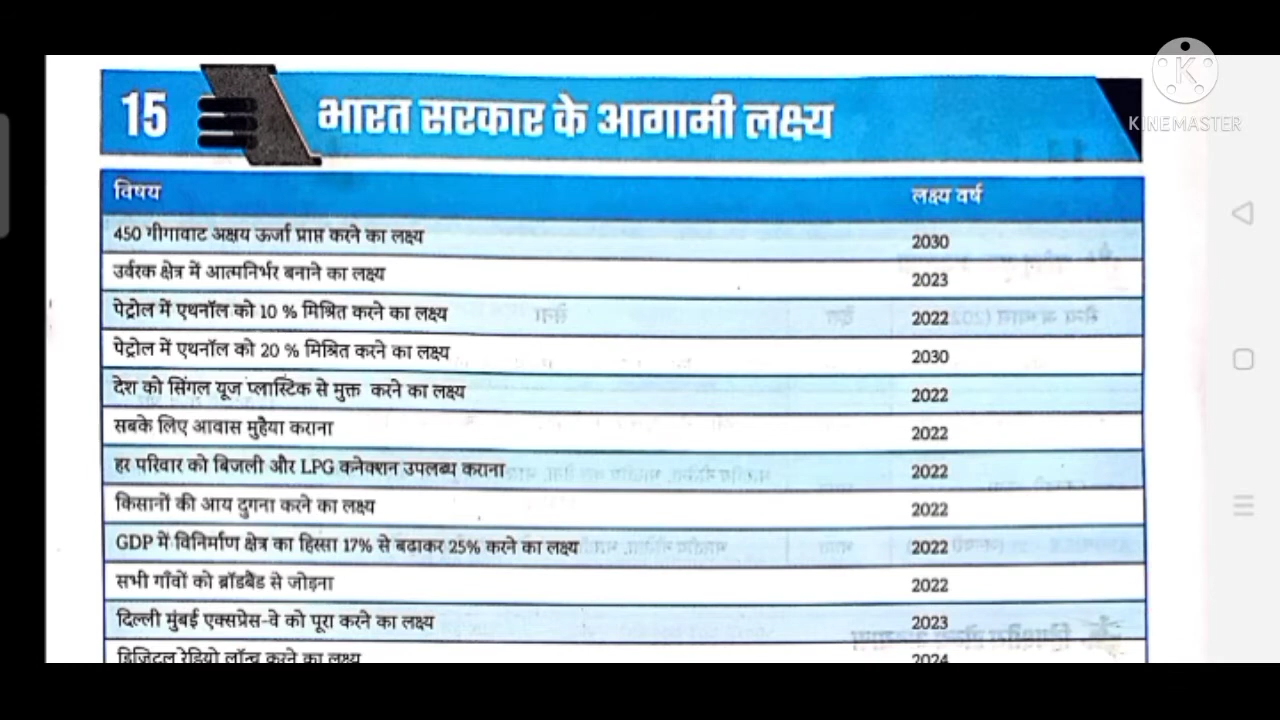 15 भारत सरकार के आगामी लक्ष्य
KINEMASTER
विषय लक्ष्य वर्ष
450 गीगावाट अक्षय ऊर्जा प्राप्त करने का लक्ष्य 2030
उर्वरक क्षेत्र में आत्मनिर्भर बनाने का लक्ष्य 2023
पेट्रोल में एथनॉल को 10 % मिश्रित करने का लक्ष्य 2022
पेट्रोल में एथनॉल को 20 % मिश्रित करने का लक्ष्य 2030
देश को सिंगल यूज प्लास्टिक से मुक्त करने का लक्ष्य 2022
सबके लिए आवास मुहैया कराना 2022
हर परिवार को बिजली और LPG कनेक्शन उपलब्ध कराना 2022
किसानों की आय दुगना करने का लक्ष्य 2022
GDP में विनिर्माण क्षेत्र का हिस्सा 17% से बढ़ाकर 25% करने का लक्ष्य 2022
सभी गाँवों को ब्रॉडबैंड से जोड़ना 2022
दिल्ली मुंबई एक्सप्रेस-वे को पूरा करने का लक्ष्य 2023
डिजिटल रेडियो लॉन्च करने का लक्ष्य 2024